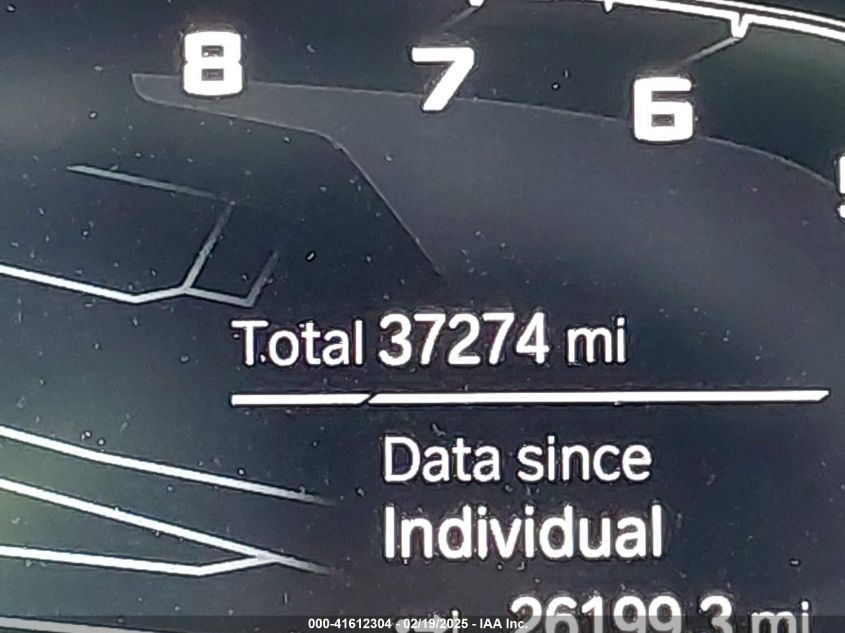 8 7 6
Total 37274 mi
Data since
Individual
26199.3 mi
000-41612304 - 02/19/2025 - IAA Inc.